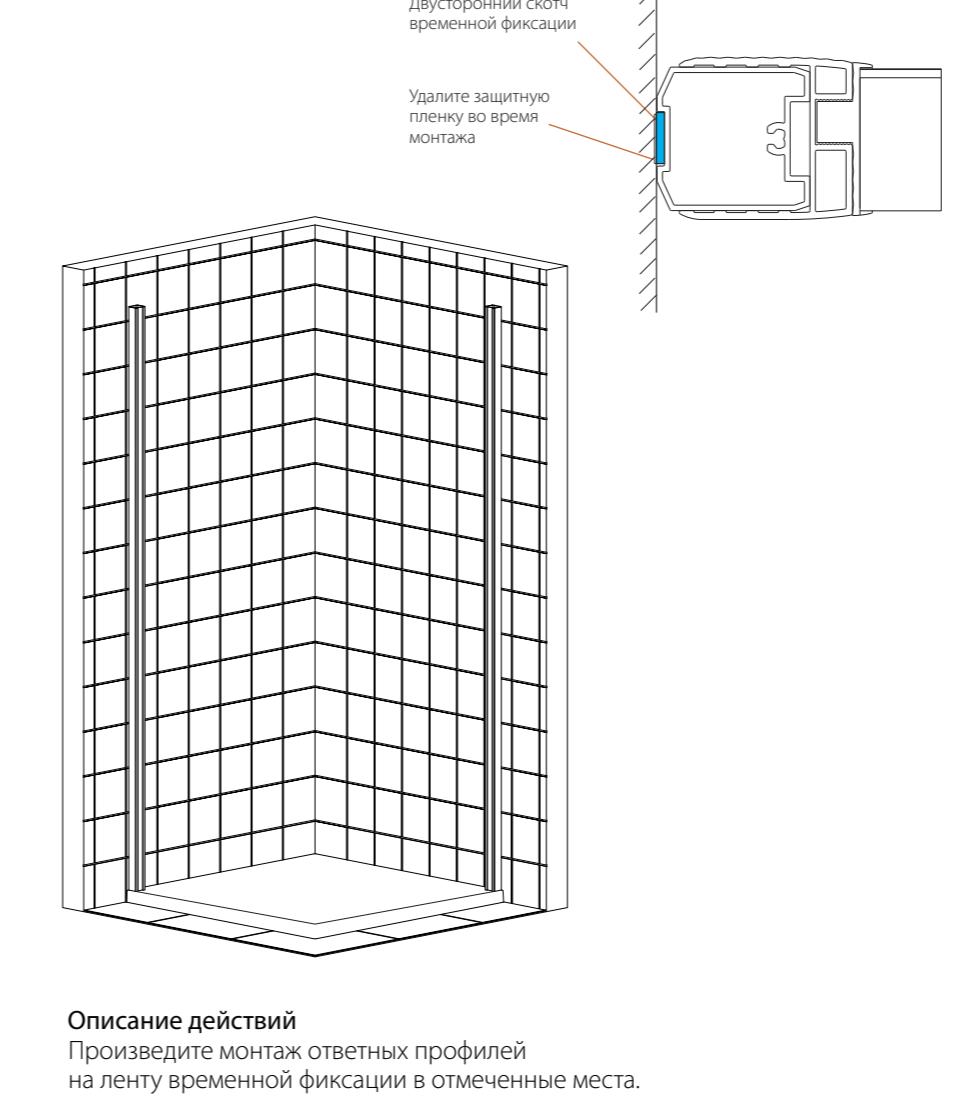 Двусторонний скотч
временной фиксации
Удалите защитную
пленку во время
монтажа
Описание действий
Произведите монтаж ответных профилей
на ленту временной фиксации в отмеченные места.